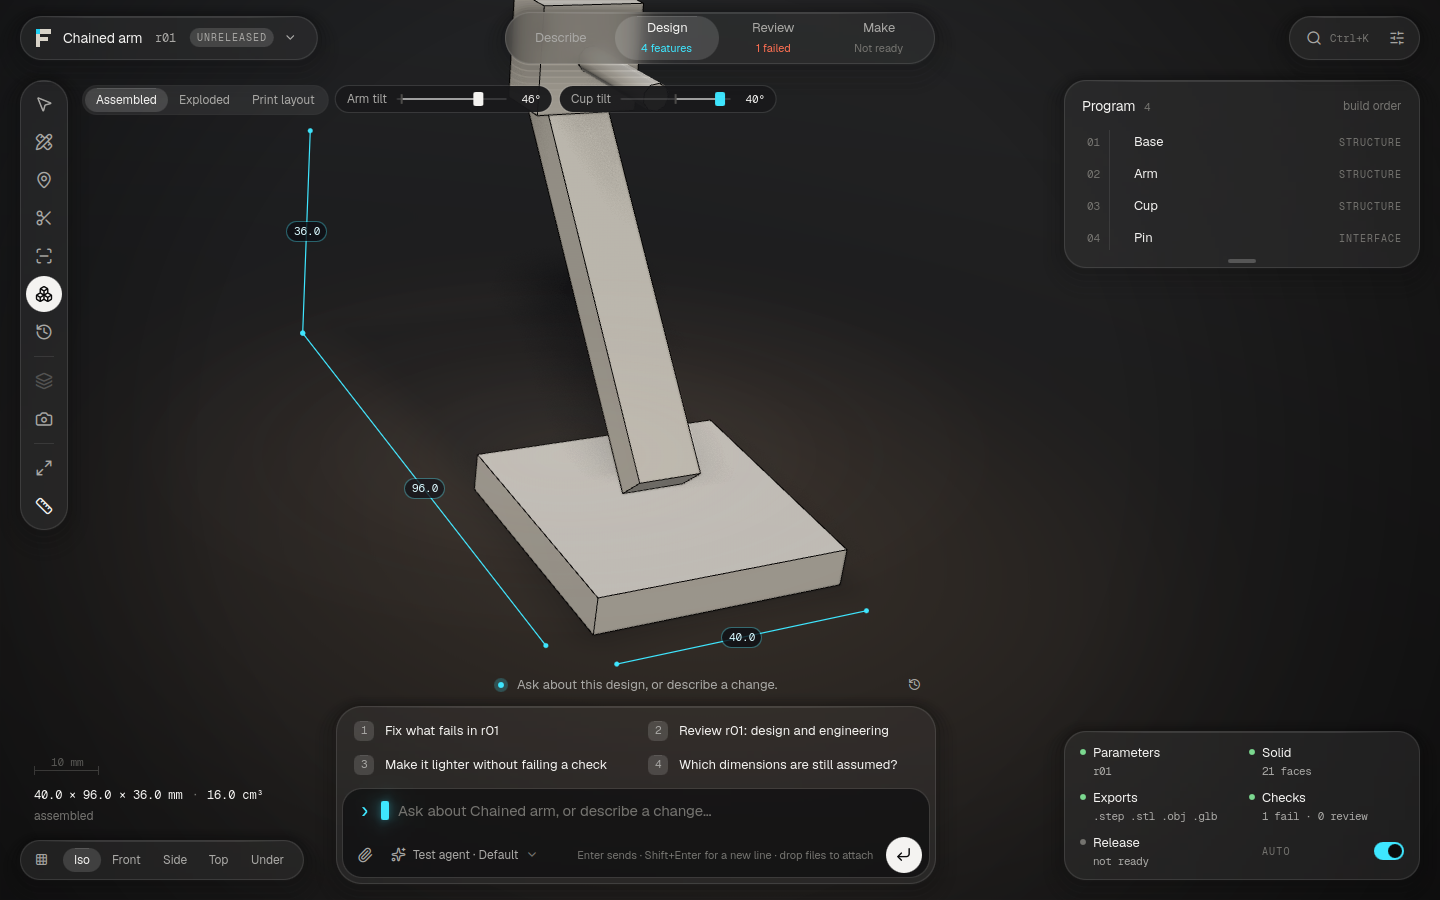 Chained arm r01 UNRELEASED
Describe
Design
4 features
Review
1 failed
Make
Not ready
Ctrl+K
Assembled Exploded Print layout
Arm tilt 46°
Cup tilt 40°
Program 4 build order
01 Base STRUCTURE
02 Arm STRUCTURE
03 Cup STRUCTURE
04 Pin INTERFACE
36.0
96.0
40.0
Ask about this design, or describe a change.
1 Fix what fails in r01
2 Review r01: design and engineering
3 Make it lighter without failing a check
4 Which dimensions are still assumed?
Ask about Chained arm, or describe a change…
Test agent · Default
Enter sends · Shift+Enter for a new line · drop files to attach
10 mm
40.0 × 96.0 × 36.0 mm · 16.0 cm³
assembled
Iso Front Side Top Under
Parameters
r01
Solid
21 faces
Exports
.step .stl .obj .glb
Checks
1 fail · 0 review
Release
not ready
AUTO